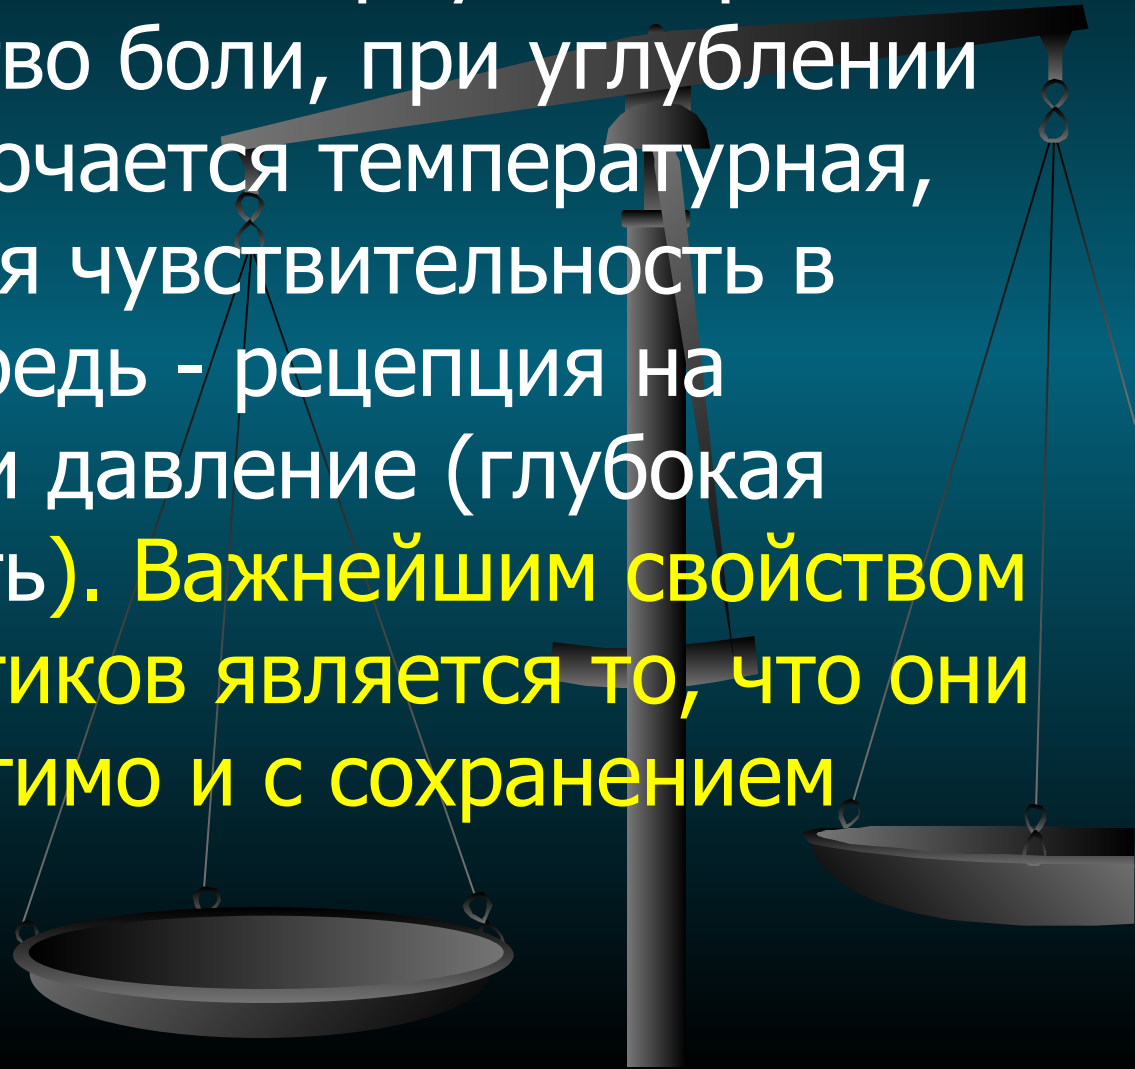 во боли, при углублении
очается температурная,
я чувствительность в
редь - рецепция на
и давление (глубокая
ть). Важнейшим свойством
тиков является то, что они
тимо и с сохранением